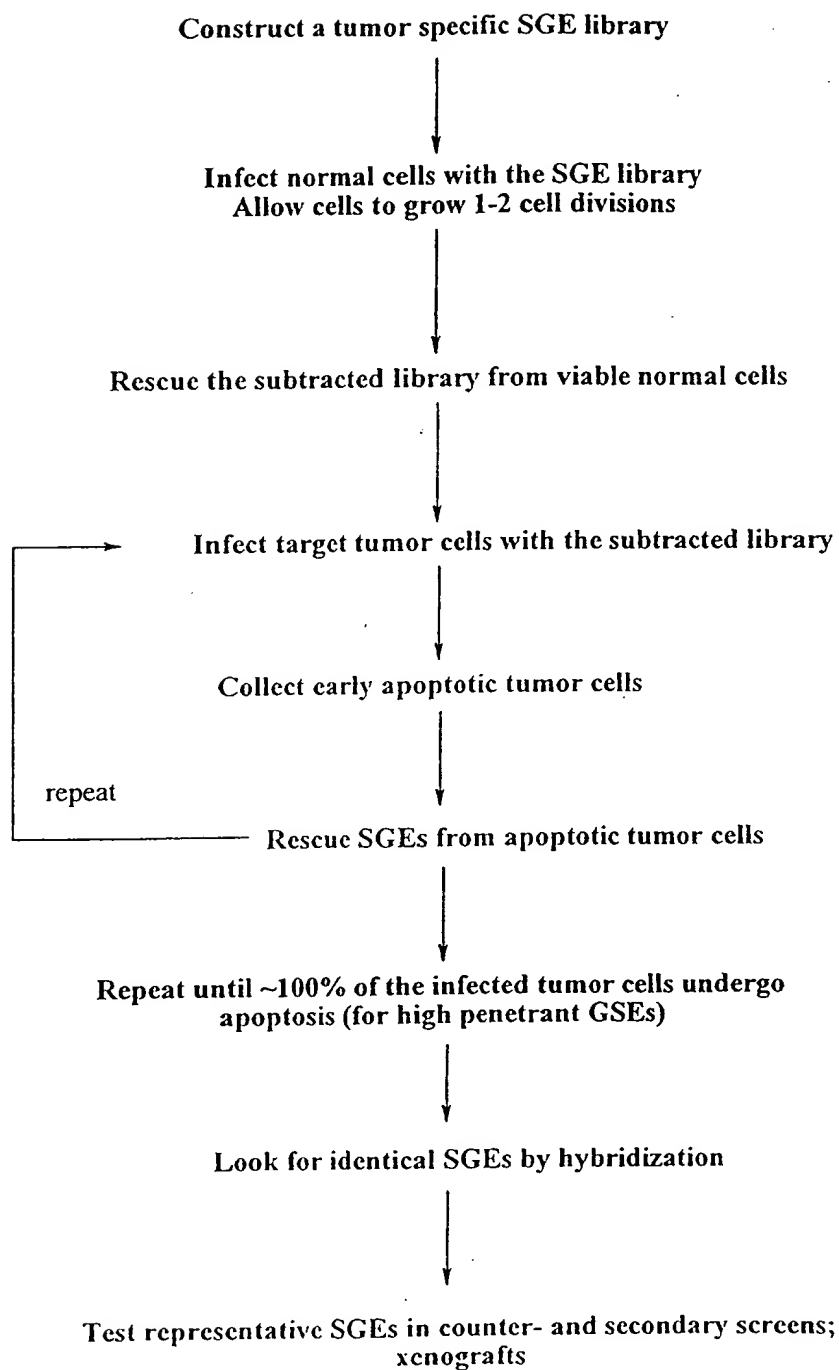 Construct a tumor specific SGE library
Infect normal cells with the SGE library
Allow cells to grow 1-2 cell divisions
Rescue the subtracted library from viable normal cells
Infect target tumor cells with the subtracted library
Collect early apoptotic tumor cells
repeat
Rescue SGEs from apoptotic tumor cells
Repeat until ~100% of the infected tumor cells undergo
apoptosis (for high penetrant GSEs)
Look for identical SGEs by hybridization
Test representative SGEs in counter- and secondary screens;
xenografts